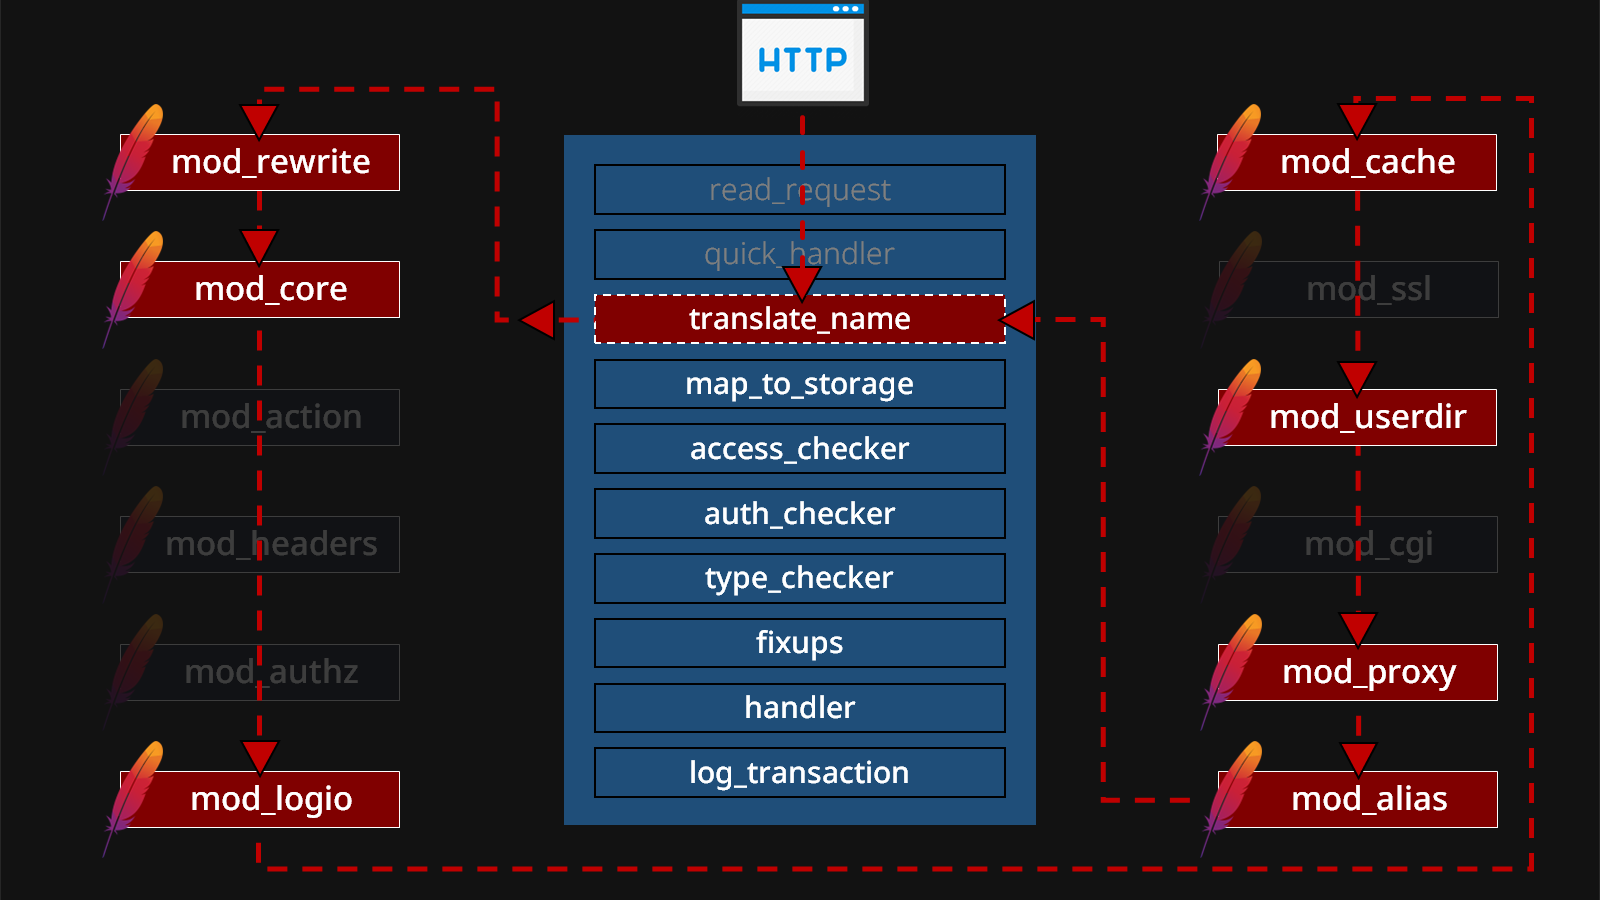 HTTP
mod_rewrite
mod_core
mod_action
mod_headers
mod_authz
mod_logio
read_request
quick_handler
translate_name
map_to_storage
access_checker
auth_checker
type_checker
fixups
handler
log_transaction
mod_cache
mod_ssl
mod_userdir
mod_cgi
mod_proxy
mod_alias